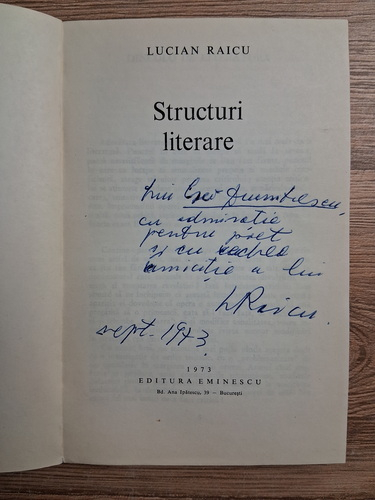 LUCIAN RAICU
Structuri
literare
Lui Geo Dumitrescu,
cu admirație
pentru poet
și cu vechea
amiciție a lui
L Raicu.
sept. 1973
1973
EDITURA EMINESCU
Bd. Ana Ipătescu, 39 – București